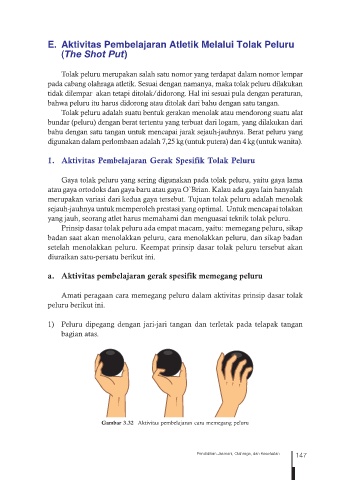 E. Aktivitas Pembelajaran Atletik Melalui Tolak Peluru
(The Shot Put)
Tolak peluru merupakan salah satu nomor yang terdapat dalam nomor lempar
pada cabang olahraga atletik. Sesuai dengan namanya, maka tolak peluru dilakukan
tidak dilempar akan tetapi ditolak/didorong. Hal ini sesuai pula dengan peraturan,
bahwa peluru itu harus didorong atau ditolak dari bahu dengan satu tangan.
Tolak peluru adalah suatu bentuk gerakan menolak atau mendorong suatu alat
bundar (peluru) dengan berat tertentu yang terbuat dari logam, yang dilakukan dari
bahu dengan satu tangan untuk mencapai jarak sejauh-jauhnya. Berat peluru yang
digunakan dalam perlombaan adalah 7,25 kg (untuk putera) dan 4 kg (untuk wanita).
1. Aktivitas Pembelajaran Gerak Spesifik Tolak Peluru
Gaya tolak peluru yang sering digunakan pada tolak peluru, yaitu gaya lama
atau gaya ortodoks dan gaya baru atau gaya O`Brian. Kalau ada gaya lain hanyalah
merupakan variasi dari kedua gaya tersebut. Tujuan tolak peluru adalah menolak
sejauh-jauhnya untuk memperoleh prestasi yang optimal. Untuk mencapai tolakan
yang jauh, seorang atlet harus memahami dan menguasai teknik tolak peluru.
Prinsip dasar tolak peluru ada empat macam, yaitu: memegang peluru, sikap
badan saat akan menolakkan peluru, cara menolakkan peluru, dan sikap badan
setelah menolakkan peluru. Keempat prinsip dasar tolak peluru tersebut akan
diuraikan satu-persatu berikut ini.
a. Aktivitas pembelajaran gerak spesifik memegang peluru
Amati peragaan cara memegang peluru dalam aktivitas prinsip dasar tolak
peluru berikut ini.
1) Peluru dipegang dengan jari-jari tangan dan terletak pada telapak tangan
bagian atas.
Gambar 3.32 Aktivitas pembelajaran cara memegang peluru
Pendidikan Jasmani, Olahraga, dan Kesehatan 147